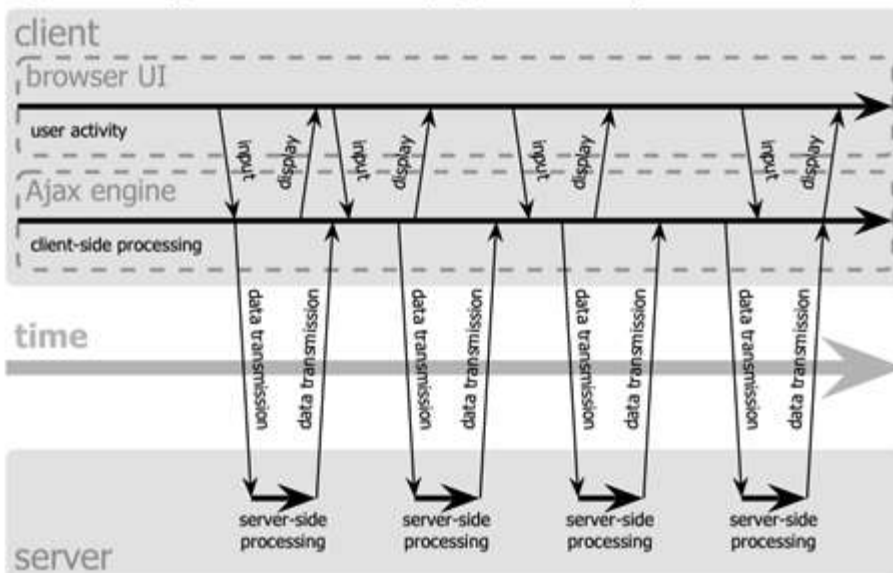 client
browser UI
user activity
input
display
input
display
input
display
input
display
Ajax engine
client-side processing
data transmission
data transmission
data transmission
data transmission
data transmission
data transmission
data transmission
data transmission
time
server-side
processing
server-side
processing
server-side
processing
server-side
processing
server